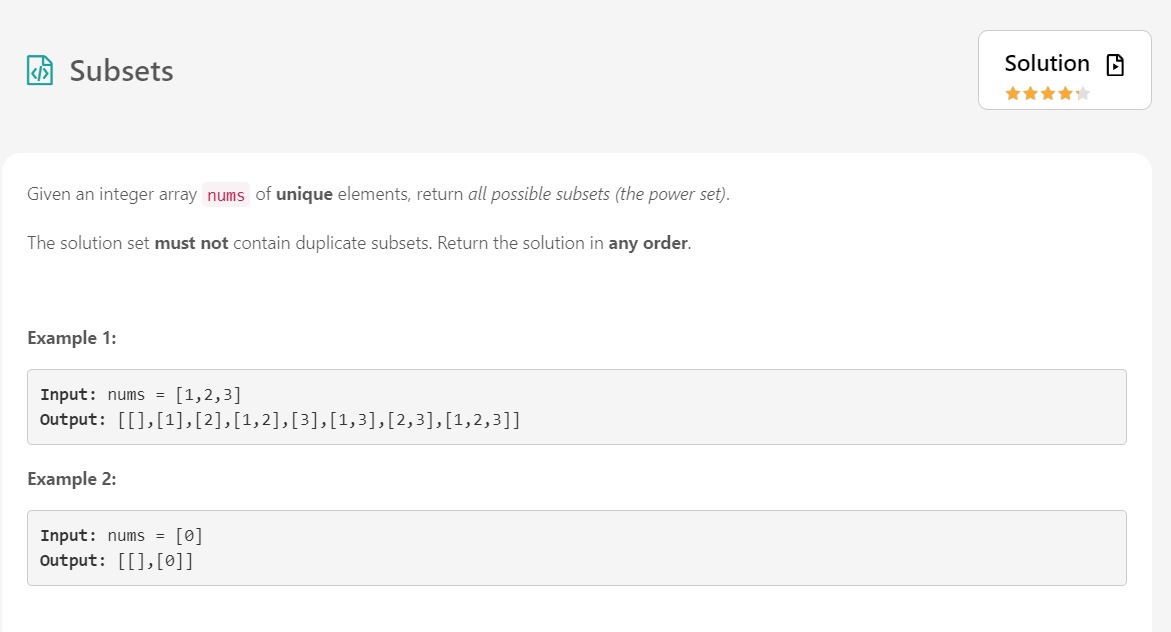 Subsets
Solution
Given an integer array nums of unique elements, return all possible subsets (the power set).
The solution set must not contain duplicate subsets. Return the solution in any order.
Example 1:
Input: nums = [1,2,3]
Output: [[],[1],[2],[1,2],[3],[1,3],[2,3],[1,2,3]]
Example 2:
Input: nums = [0]
Output: [[],[0]]